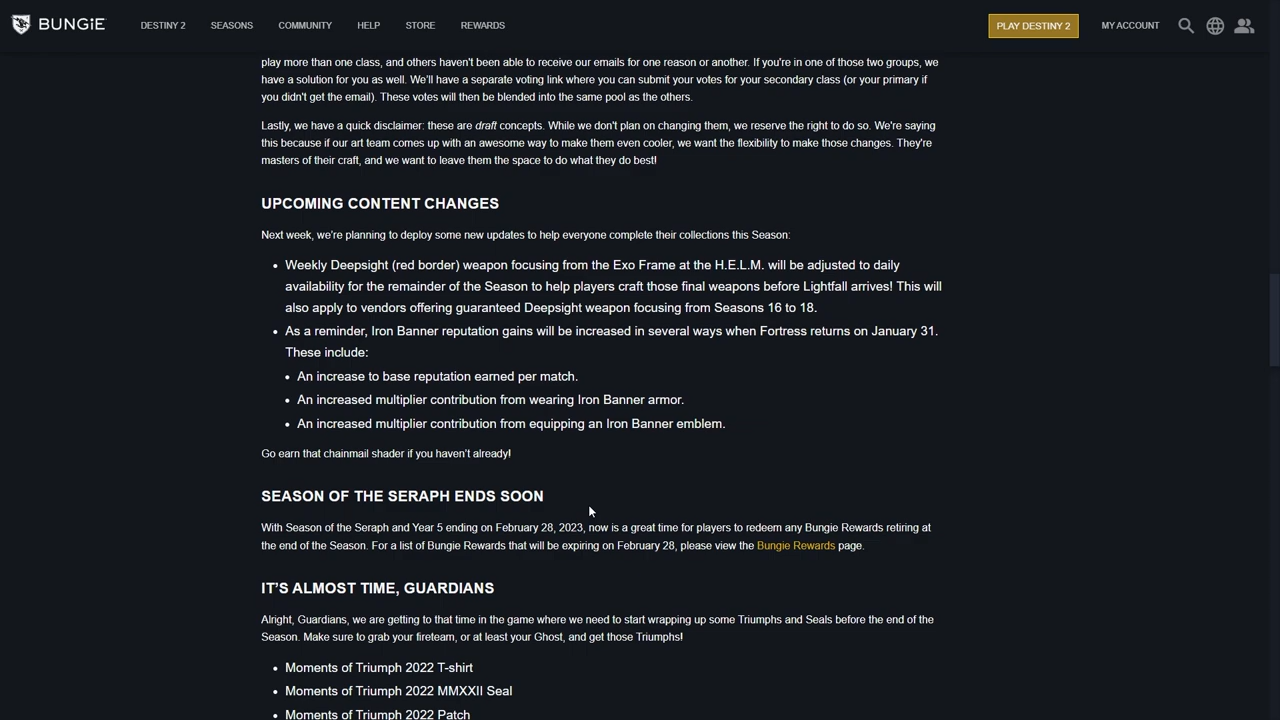 BUNGiE
DESTINY 2
SEASONS
COMMUNITY
HELP
STORE
REWARDS
PLAY DESTINY 2
MY ACCOUNT
play more than one class, and others haven't been able to receive our emails for one reason or another. If you're in one of those two groups, we
have a solution for you as well. We'll have a separate voting link where you can submit your votes for your secondary class (or your primary if
you didn't get the email). These votes will then be blended into the same pool as the others.
Lastly, we have a quick disclaimer: these are draft concepts. While we don't plan on changing them, we reserve the right to do so. We're saying
this because if our art team comes up with an awesome way to make them even cooler, we want the flexibility to make those changes. They're
masters of their craft, and we want to leave them the space to do what they do best!
UPCOMING CONTENT CHANGES
Next week, we're planning to deploy some new updates to help everyone complete their collections this Season:
• Weekly Deepsight (red border) weapon focusing from the Exo Frame at the H.E.L.M. will be adjusted to daily
availability for the remainder of the Season to help players craft those final weapons before Lightfall arrives! This will
also apply to vendors offering guaranteed Deepsight weapon focusing from Seasons 16 to 18.
• As a reminder, Iron Banner reputation gains will be increased in several ways when Fortress returns on January 31.
These include:
• An increase to base reputation earned per match.
• An increased multiplier contribution from wearing Iron Banner armor.
• An increased multiplier contribution from equipping an Iron Banner emblem.
Go earn that chainmail shader if you haven't already!
SEASON OF THE SERAPH ENDS SOON
With Season of the Seraph and Year 5 ending on February 28, 2023, now is a great time for players to redeem any Bungie Rewards retiring at
the end of the Season. For a list of Bungie Rewards that will be expiring on February 28, please view the Bungie Rewards page.
IT'S ALMOST TIME, GUARDIANS
Alright, Guardians, we are getting to that time in the game where we need to start wrapping up some Triumphs and Seals before the end of the
Season. Make sure to grab your fireteam, or at least your Ghost, and get those Triumphs!
• Moments of Triumph 2022 T-shirt
• Moments of Triumph 2022 MMXXII Seal
• Moments of Triumph 2022 Patch